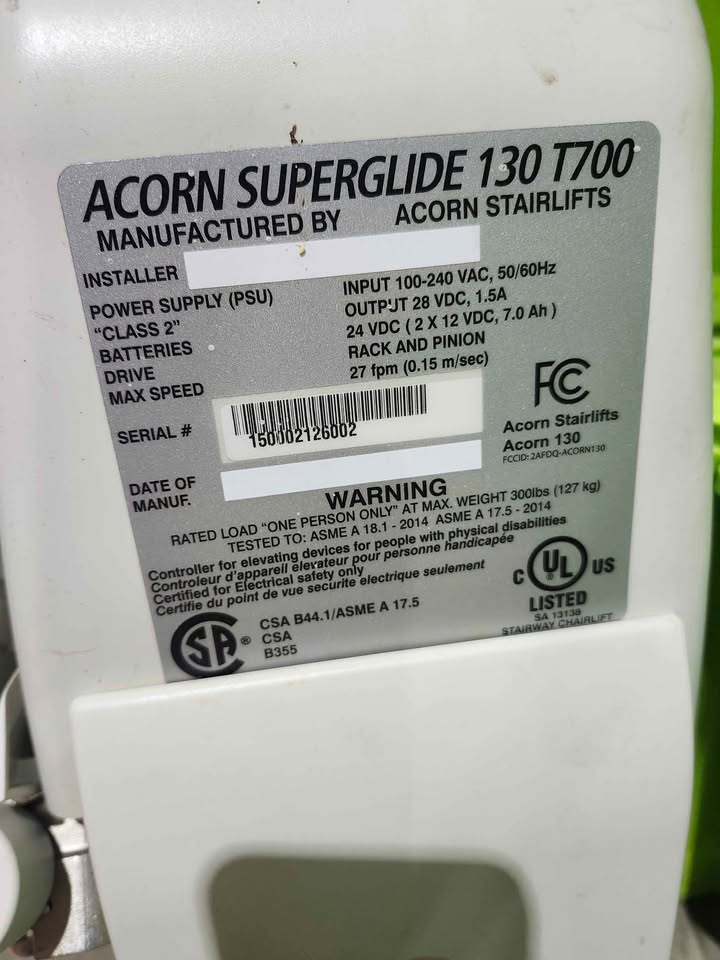 ACORN SUPERGLIDE 130 T700
MANUFACTURED BY ACORN STAIRLIFTS
INSTALLER
POWER SUPPLY (PSU) INPUT 100-240 VAC, 50/60Hz
"CLASS 2" OUTPUT 28 VDC, 1.5A
BATTERIES 24 VDC ( 2 X 12 VDC, 7.0 Ah )
DRIVE RACK AND PINION
MAX SPEED 27 fpm (0.15 m/sec)
SERIAL # 150002126002
FC
Acorn Stairlifts
Acorn 130
FCCID: 2AFDQ-ACORN130
DATE OF
MANUF.
WARNING
RATED LOAD "ONE PERSON ONLY" AT MAX. WEIGHT 300lbs (127 kg)
TESTED TO: ASME A 18.1 - 2014 ASME A 17.5 - 2014
Controller for elevating devices for people with physical disabilities
Controleur d'appareil elevateur pour personne handicapée
Certified for Electrical safety only
Certifie du point de vue securite electrique seulement
SA ®
CSA B44.1/ASME A 17.5
CSA
B355
C UL ® US
LISTED
SA 13138
STAIRWAY CHAIRLIFT